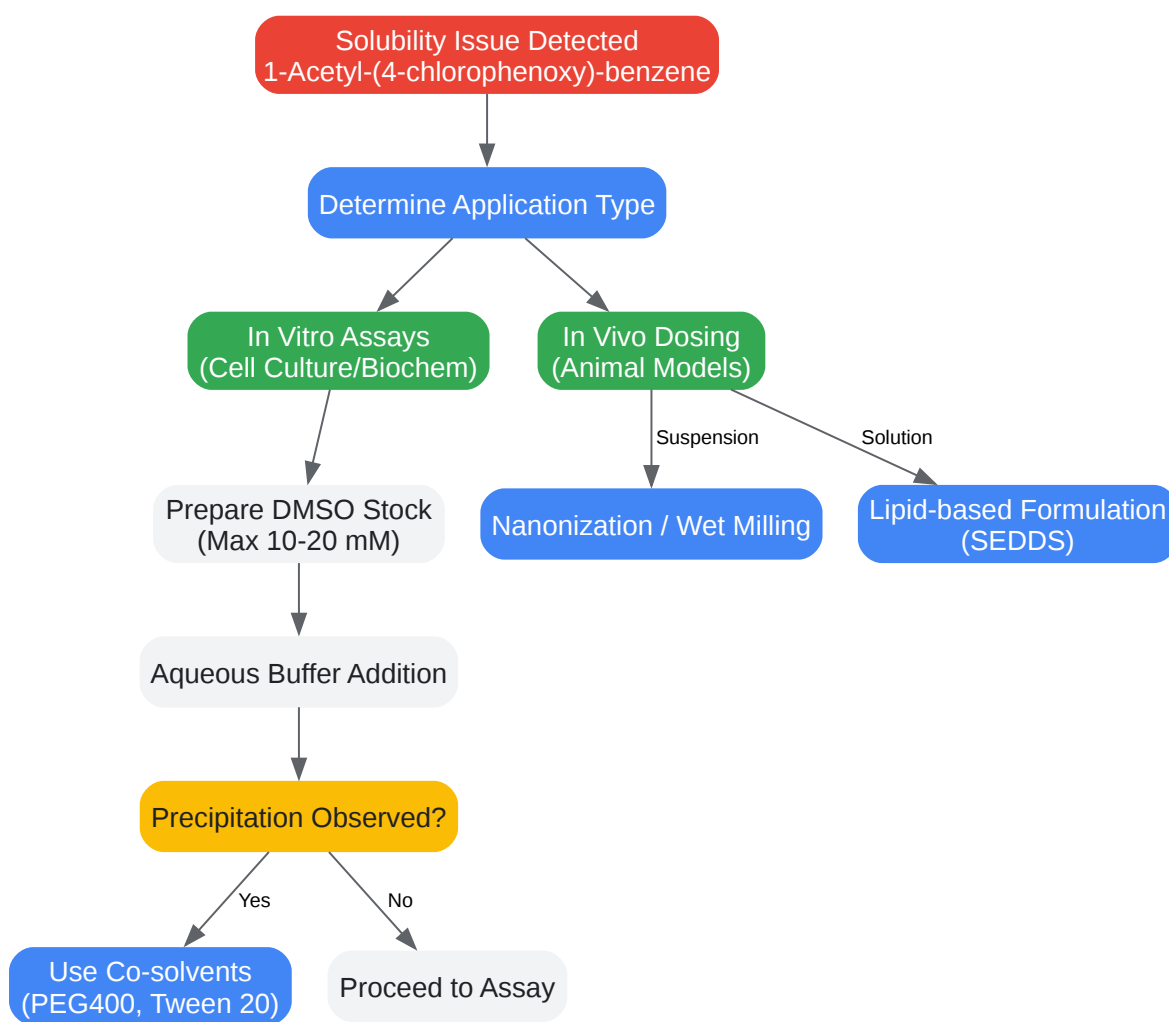 Solubility Issue Detected
1-Acetyl-(4-chlorophenoxy)-benzene
Determine Application Type
In Vitro Assays
(Cell Culture/Biochem)
In Vivo Dosing
(Animal Models)
Suspension
Solution
Prepare DMSO Stock
(Max 10-20 mM)
Nanonization / Wet Milling
Lipid-based Formulation
(SEDDS)
Aqueous Buffer Addition
Precipitation Observed?
Yes
No
Use Co-solvents
(PEG400, Tween 20)
Proceed to Assay